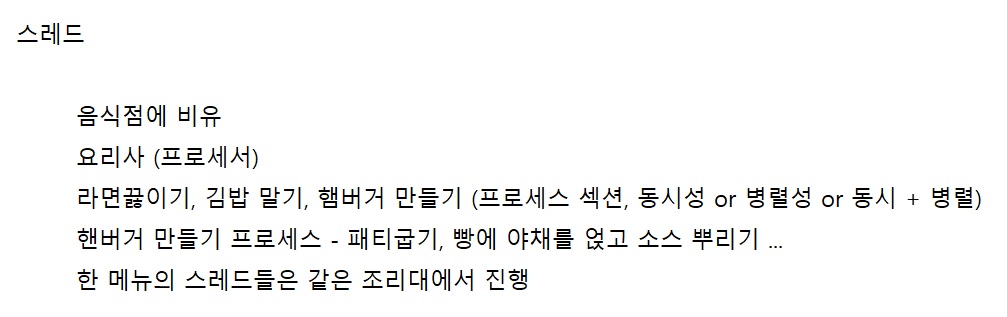 스레드
음식점에 비유
요리사 (프로세서)
라면끓이기, 김밥 말기, 햄버거 만들기 (프로세스 섹션, 동시성 or 병렬성 or 동시 + 병렬)
핸버거 만들기 프로세스 - 패티굽기, 빵에 야채를 얹고 소스 뿌리기 ...
한 메뉴의 스레드들은 같은 조리대에서 진행